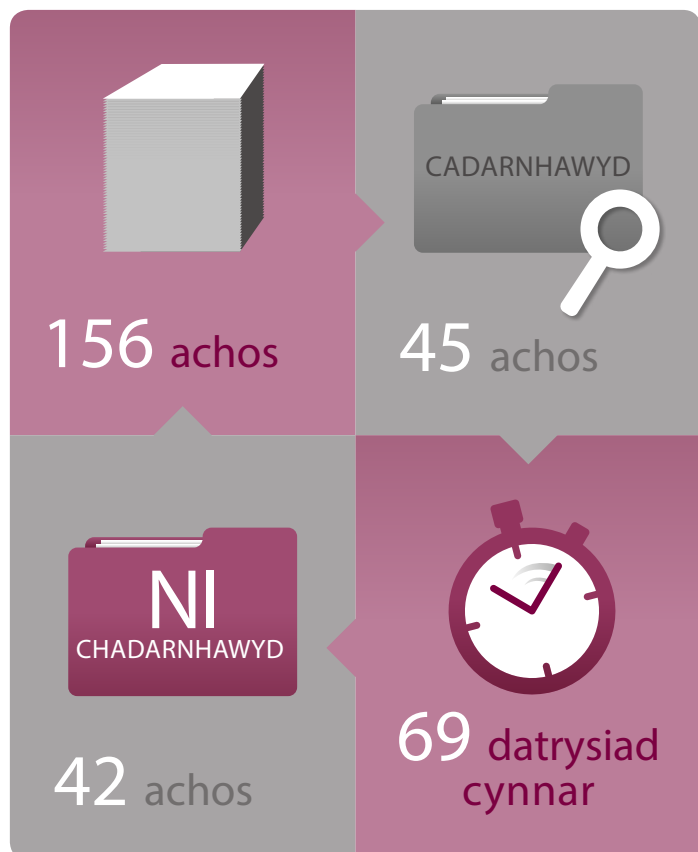 156 achos
CADARNHAWYD
45 achos
NI
CHADARNHAWYD
42 achos
69 datrysiad
cynnar